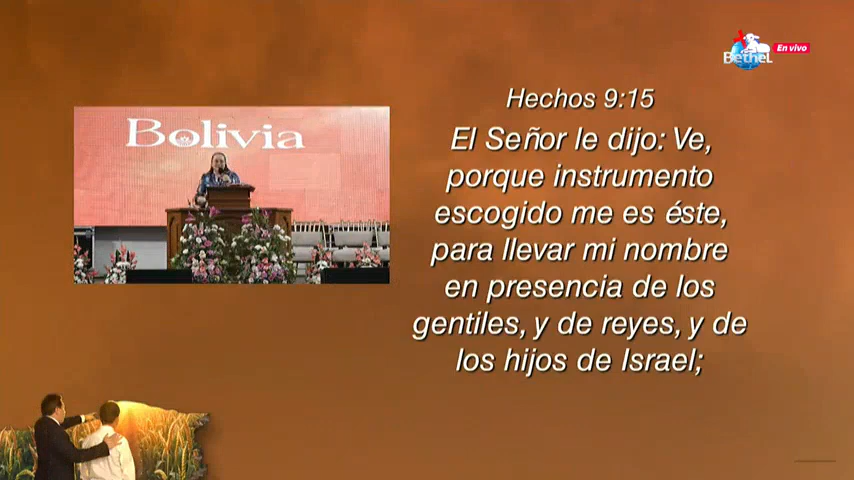 BetheL
En vivo
Bolivia
Hechos 9:15
El Señor le dijo: Ve,
porque instrumento
escogido me es éste,
para llevar mi nombre
en presencia de los
gentiles, y de reyes, y de
los hijos de Israel;